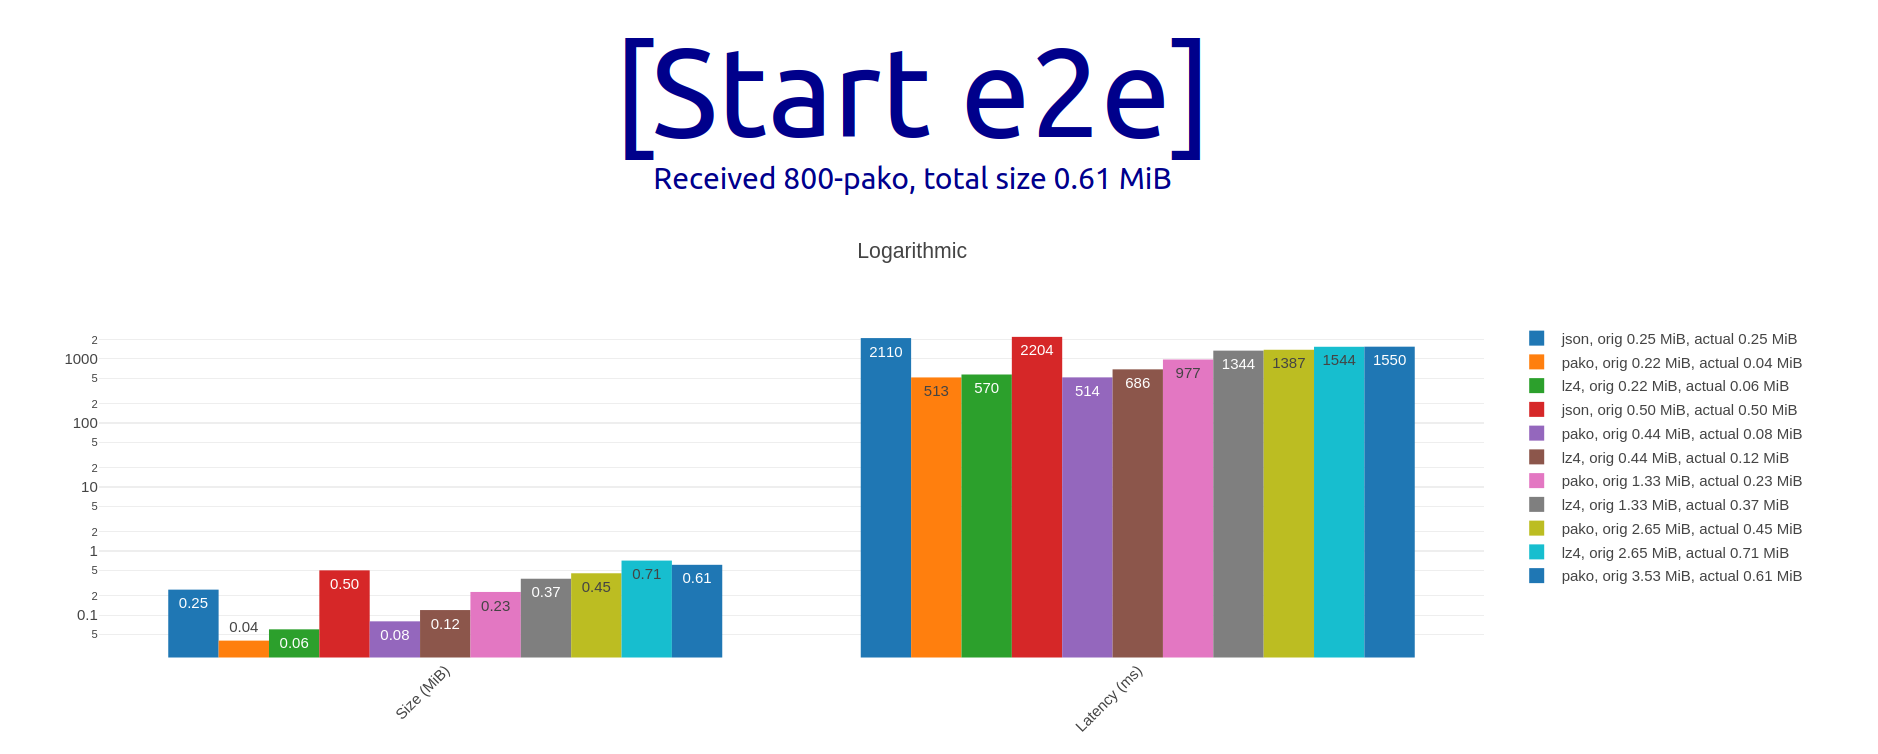 [Start e2e]
Received 800-pako, total size 0.61 MiB
Logarithmic
2
1000
5
2
100
5
2
10
5
2
1
5
2
0.1
5
0.25
0.04
0.06
0.50
0.08
0.12
0.23
0.37
0.45
0.71
0.61
2110
513
570
2204
514
686
977
1344
1387
1544
1550
Size (MiB)
Latency (ms)
json, orig 0.25 MiB, actual 0.25 MiB
pako, orig 0.22 MiB, actual 0.04 MiB
lz4, orig 0.22 MiB, actual 0.06 MiB
json, orig 0.50 MiB, actual 0.50 MiB
pako, orig 0.44 MiB, actual 0.08 MiB
lz4, orig 0.44 MiB, actual 0.12 MiB
pako, orig 1.33 MiB, actual 0.23 MiB
lz4, orig 1.33 MiB, actual 0.37 MiB
pako, orig 2.65 MiB, actual 0.45 MiB
lz4, orig 2.65 MiB, actual 0.71 MiB
pako, orig 3.53 MiB, actual 0.61 MiB